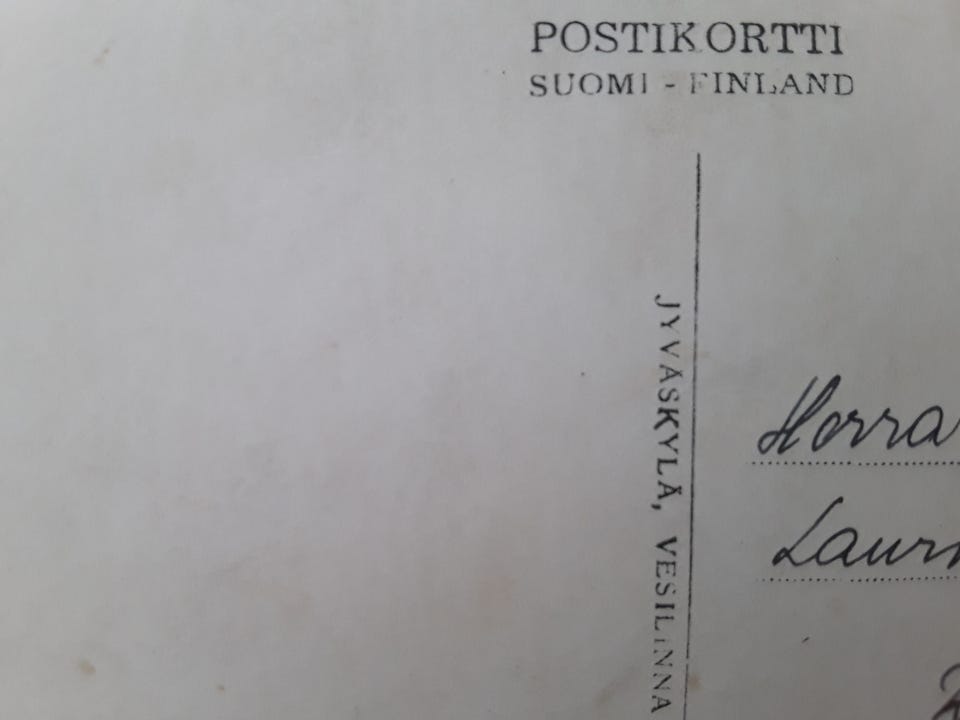 POSTIKORTTI
SUOMI - FINLAND
JYVÄSKYLÄ, VESILINNA
Herra